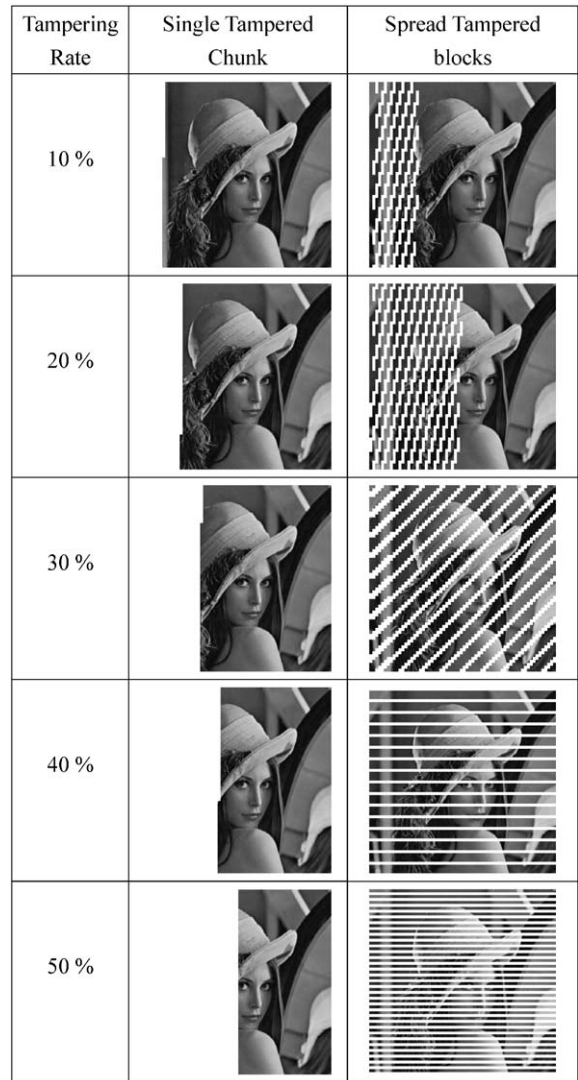 Tampering Rate
Single Tampered Chunk
Spread Tampered blocks
10 %
20 %
30 %
40 %
50 %